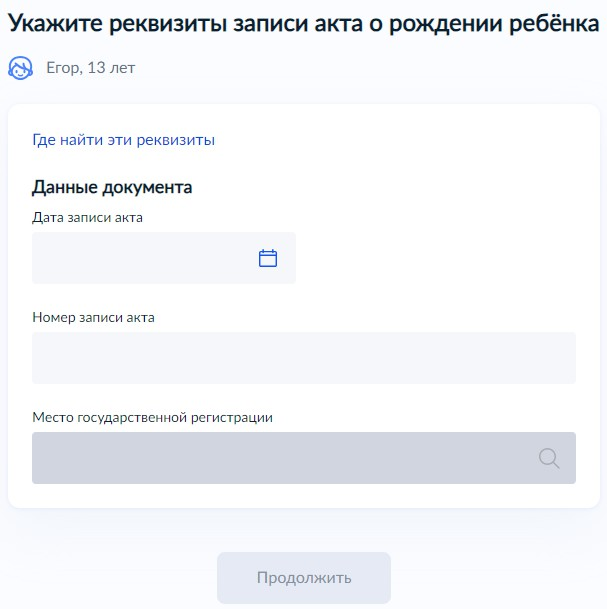 Укажите реквизиты записи акта о рождении ребёнка
Егор, 13 лет
Где найти эти реквизиты
Данные документа
Дата записи акта
Номер записи акта
Место государственной регистрации
Продолжить